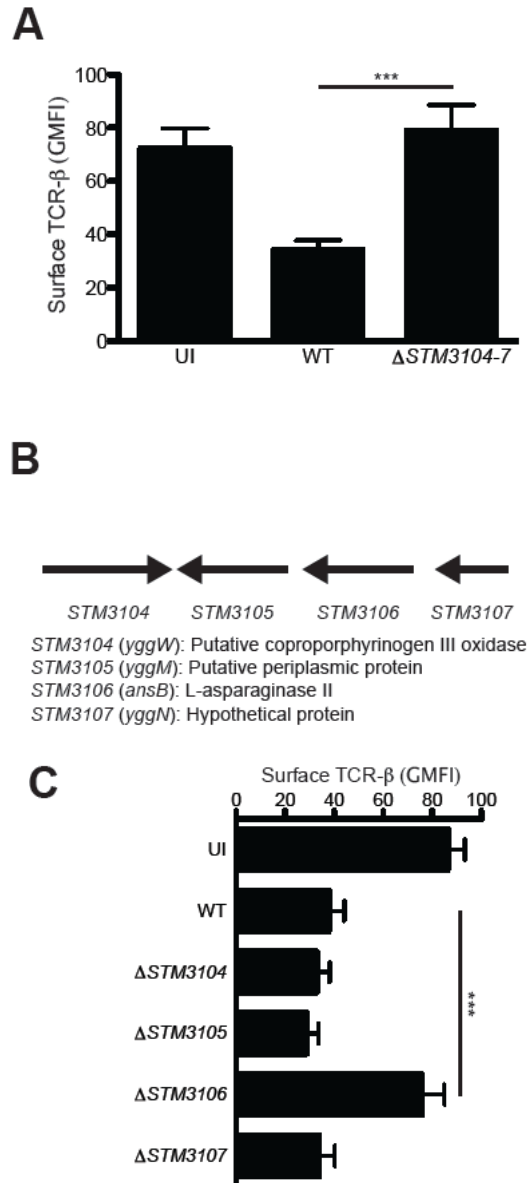 A
Surface TCR-β (GMFI)
100
80
60
40
20
0
***
UI
WT
ΔSTM3104-7
B
STM3104 STM3105 STM3106 STM3107
STM3104 (yggW): Putative coproporphyrinogen III oxidase
STM3105 (yggM): Putative periplasmic protein
STM3106 (ansB): L-asparaginase II
STM3107 (yggN): Hypothetical protein
C
Surface TCR-β (GMFI)
0 20 40 60 80 100
UI
WT
ΔSTM3104
ΔSTM3105
ΔSTM3106
ΔSTM3107
***